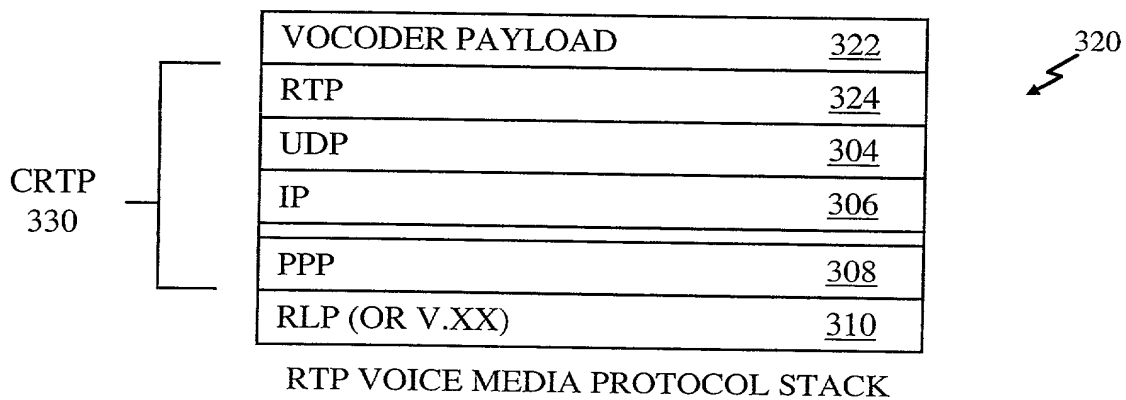 VOCODER PAYLOAD 322
320
RTP 324
UDP 304
CRTP
330
IP 306
PPP 308
RLP (OR V.XX) 310
RTP VOICE MEDIA PROTOCOL STACK